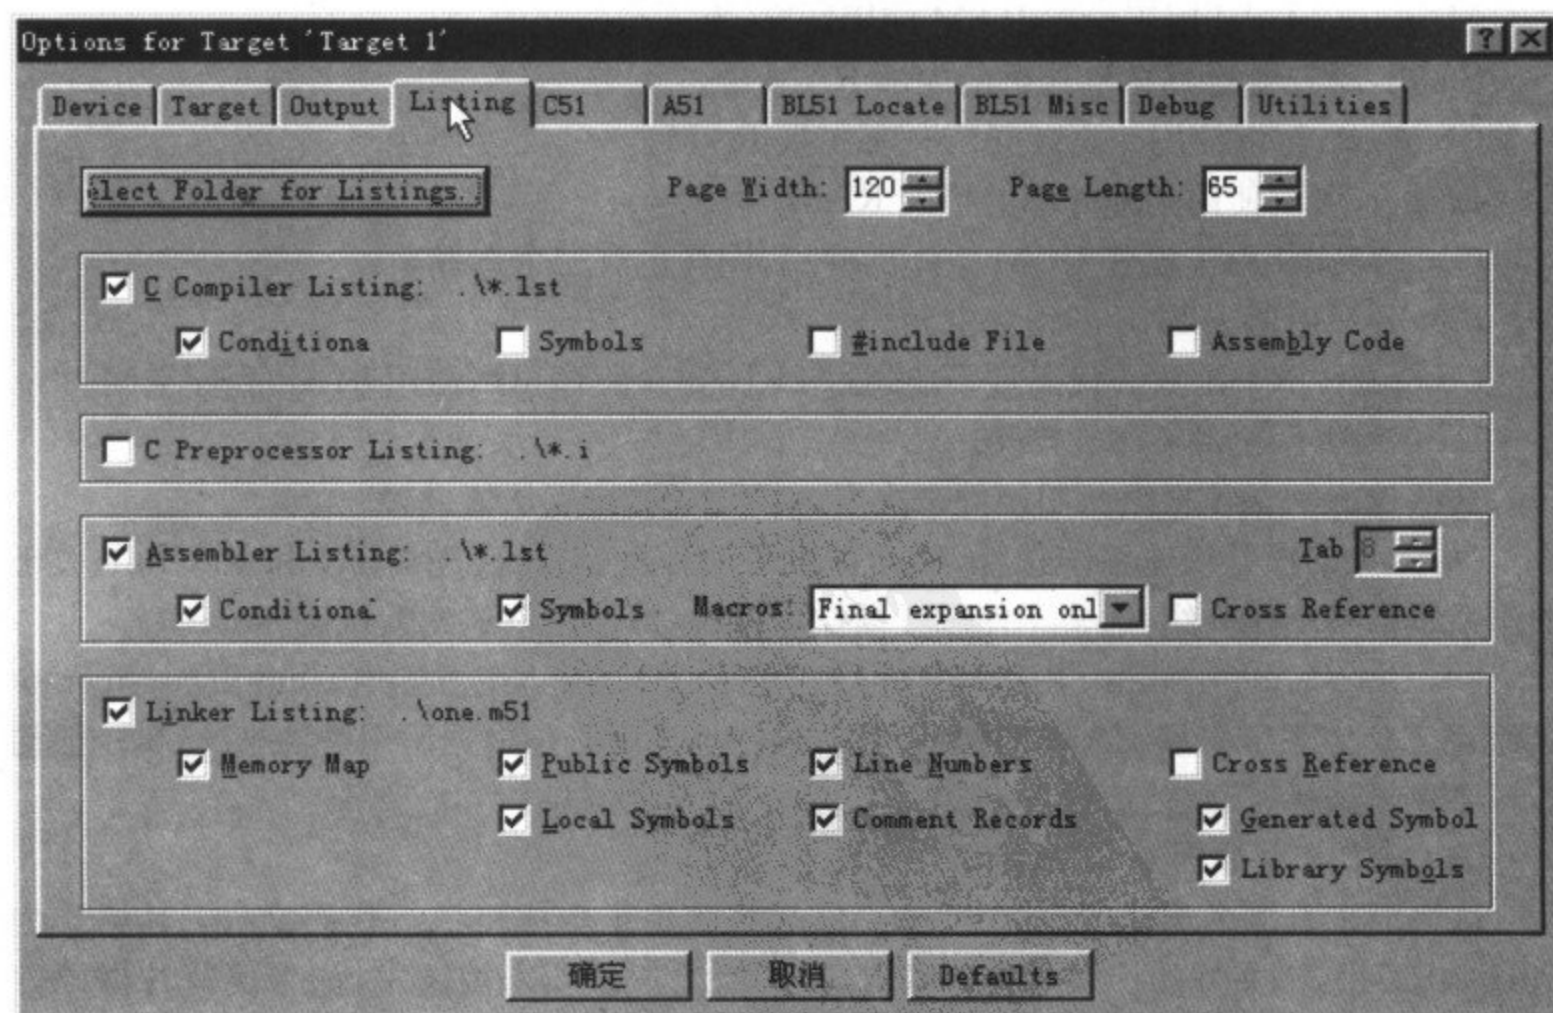 Options for Target 'Target 1'
Device Target Output Listing C51 A51 BL51 Locate BL51 Misc Debug Utilities
elect Folder for Listings.. Page Width: 120 Page Length: 65
C Compiler Listing: .\*.lst
Conditiona Symbols #include File Assembly Code
C Preprocessor Listing: .\*.i
Assembler Listing: .\*.lst Tab 8
Conditional Symbols Macros: Final expansion onl Cross Reference
Linker Listing: .\one.m51
Memory Map Public Symbols Line Numbers Cross Reference
Local Symbols Comment Records Generated Symbol
Library Symbols
确定 取消 Defaults